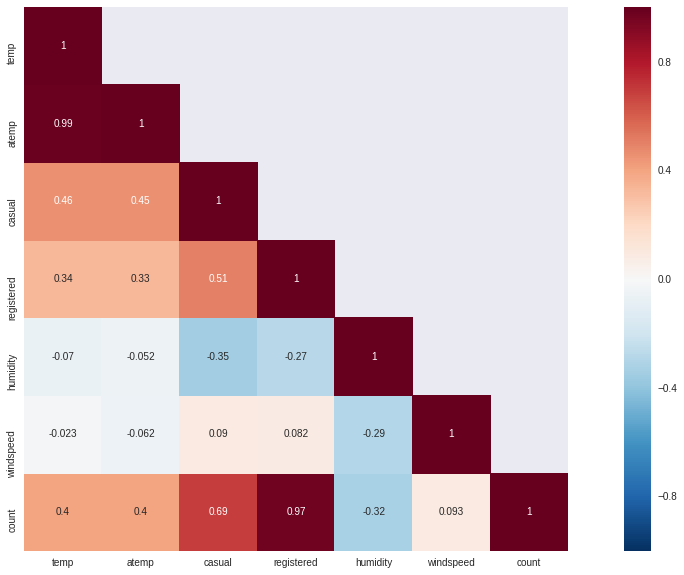 temp 1
atemp 0.99 1
casual 0.46 0.45 1
registered 0.34 0.33 0.51 1
humidity -0.07 -0.052 -0.35 -0.27 1
windspeed -0.023 -0.062 0.09 0.082 -0.29 1
count 0.4 0.4 0.69 0.97 -0.32 0.093 1
temp atemp casual registered humidity windspeed count
0.8
0.4
0.0
−0.4
−0.8